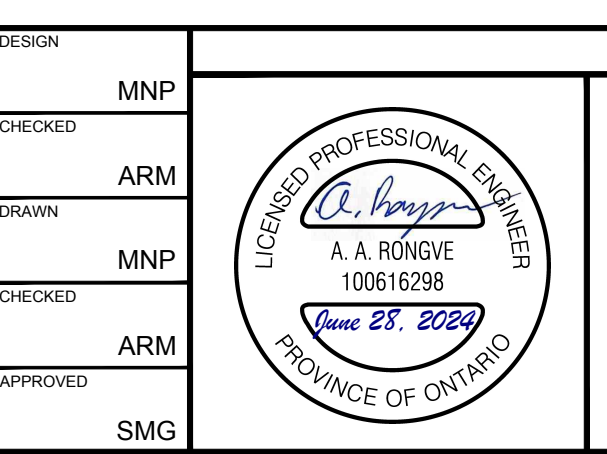 DESIGN
MNP
CHECKED
ARM
DRAWN
MNP
CHECKED
ARM
APPROVED
SMG
LICENSED PROFESSIONAL ENGINEER
A. A. RONGVE
100616298
June 28, 2024
PROVINCE OF ONTARIO